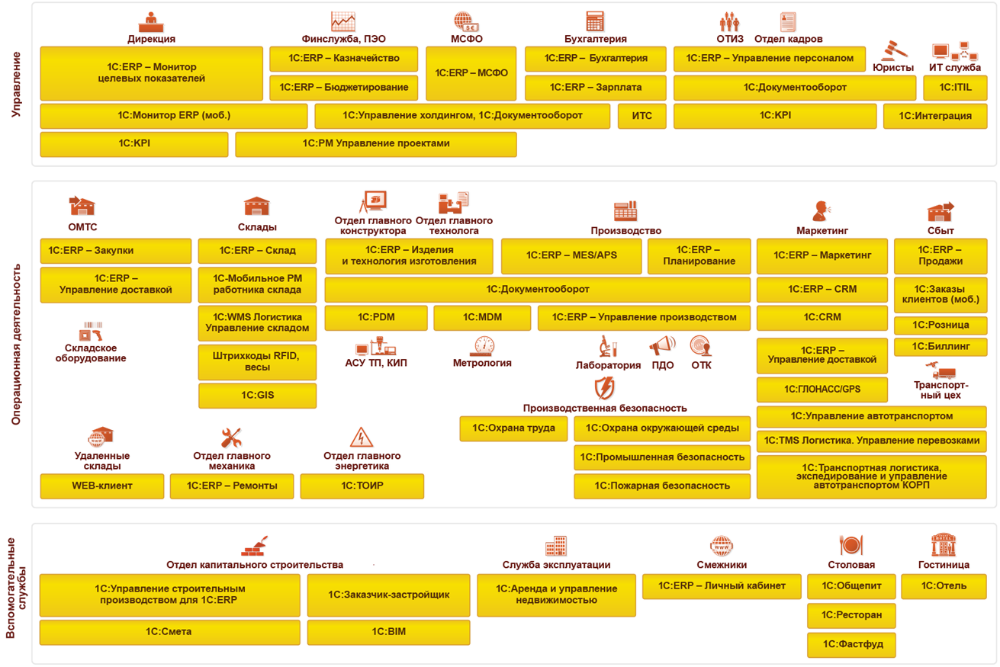 Управление
Дирекция
Финслужба, ПЭО
МСФО
Бухгалтерия
ОТИЗ
Отдел кадров
Юристы
ИТ служба
1С:ERP – Монитор
целевых показателей
1С:ERP – Казначейство
1С:ERP – Бюджетирование
1С:ERP – МСФО
1С:ERP – Бухгалтерия
1С:ERP – Зарплата
1С:ERP – Управление персоналом
1С:Документооборот
1С:ITIL
1С:Монитор ERP (моб.)
1С:Управление холдингом, 1С:Документооборот
ИТС
1С:KPI
1С:Интеграция
1С:KPI
1С:PM Управление проектами
Операционная деятельность
ОМТС
Склады
Отдел главного
конструктора
Отдел главного
технолога
Производство
Маркетинг
Сбыт
1С:ERP – Закупки
1С:ERP –
Управление доставкой
Складское
оборудование
1С:ERP – Склад
1С-Мобильное РМ
работника склада
1С:WMS Логистика
Управление складом
Штрихкоды RFID,
весы
1С:GIS
1С:ERP – Изделия
и технология изготовления
1С:ERP – MES/APS
1С:ERP –
Планирование
1С:Документооборот
1С:PDM
1С:MDM
1С:ERP – Управление производством
АСУ ТП, КИП
Метрология
Лаборатория
ПДО
ОТК
1С:ERP – Маркетинг
1С:ERP – CRM
1С:CRM
1С:ERP –
Управление доставкой
1С:ГЛОНАСС/GPS
1С:ERP –
Продажи
1С:Заказы
клиентов (моб.)
1С:Розница
1С:Биллинг
Транспорт-
ный цех
1С:Управление автотранспортом
1С:TMS Логистика. Управление перевозками
1С:Транспортная логистика,
экспедирование и управление
автотранспортом КОРП
Производственная безопасность
1С:Охрана труда
1С:Охрана окружающей среды
1С:Промышленная безопасность
1С:Пожарная безопасность
Удаленные
склады
WEB-клиент
Отдел главного
механика
1С:ERP – Ремонты
Отдел главного
энергетика
1С:ТОИР
Вспомогательные
службы
Отдел капитального строительства
Служба эксплуатации
Смежники
Столовая
Гостиница
1С:Управление строительным
производством для 1С:ERP
1С:Заказчик-застройщик
1С:Аренда и управление
недвижимостью
1С:ERP – Личный кабинет
1С:Общепит
1С:Отель
1С:Смета
1С:BIM
1С:Ресторан
1С:Фастфуд